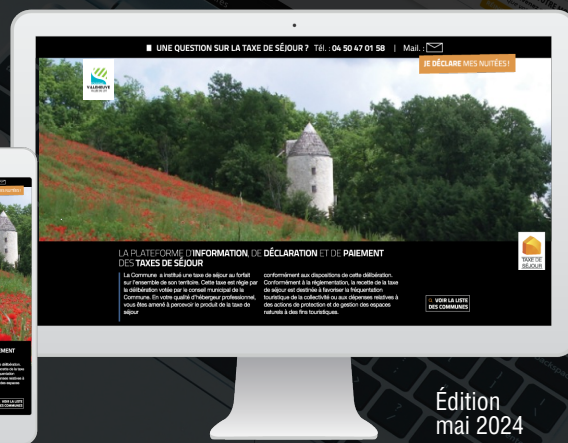 UNE QUESTION SUR LA TAXE DE SÉJOUR ? Tél. : 04 50 47 01 58 | Mail. :
JE DÉCLARE MES NUITÉES !
VILLENEUVE
LA PLATEFORME D'INFORMATION, DE DÉCLARATION ET DE PAIEMENT
DES TAXES DE SÉJOUR
La Commune a institué une taxe de séjour au forfait
sur l'ensemble de son territoire. Cette taxe est régie par
la délibération votée par le conseil municipal de la
Commune. En votre qualité d'hébergeur professionnel,
vous êtes amené à percevoir le produit de la taxe
séjour
conformément aux dispositions de cette délibération.
Conformément à la réglementation, la recette de la taxe
de séjour est destinée à favoriser la fréquentation
touristique de la collectivité ou aux dépenses relatives à
des actions de protection et de gestion des espaces
naturels à des fins touristiques.
TAXE DE
SÉJOUR
VOIR LA LISTE
DES COMMUNES
Édition
mai 2024